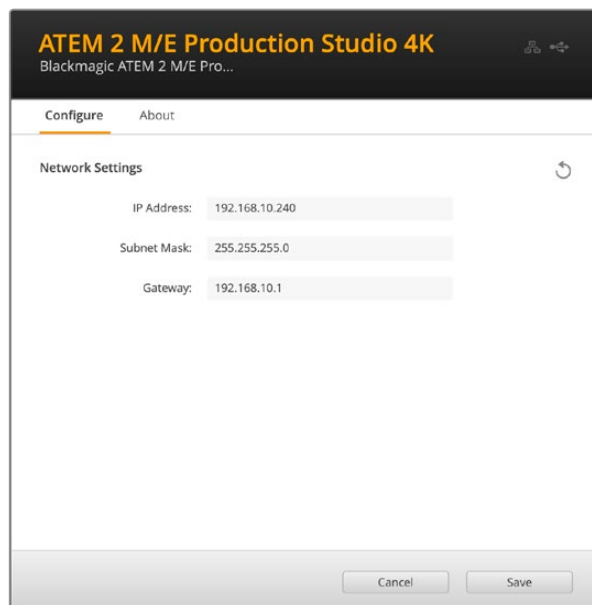 ATEM 2 M/E Production Studio 4K
Blackmagic ATEM 2 M/E Pro...
Configure About
Network Settings
IP Address: 192.168.10.240
Subnet Mask: 255.255.255.0
Gateway: 192.168.10.1
Cancel Save